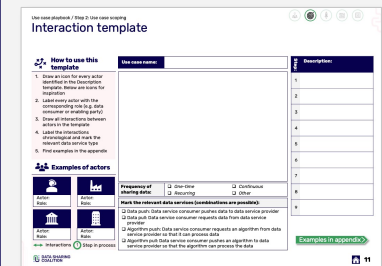 Use case playbook / Step 2: Use case scoping
Interaction template
How to use this
template
1. Draw an icon for every actor
identified in the Description
template. Below are icons for
inspiration
2. Label every actor with the
corresponding role (e.g. data
consumer or enabling party)
3. Draw all interactions between
actors in the template
4. Label the interactions
chronological and mark the
relevant data service type
5. Find examples in the appendix
Examples of actors
Actor:
Role:
Actor:
Role:
Actor:
Role:
Actor:
Role:
Interactions
Step in process
Use case name:
Frequency of
sharing data:
One-time
Recurring
Continuous
Other
Mark the relevant data services (combinations are possible):
Data push: Data service consumer pushes data to data service
provider
Data pull: Data service consumer requests data from data service
provider
Algorithm push: Data service consumer requests an algorithm from data
service provider so that it can process data
Algorithm pull: Data service consumer pushes an algorithm to data
service provider so that the algorithm can process the data
Step
Description:
1
2
3
4
5
6
7
8
9
Examples in appendix
DATA SHARING
COALITION
11